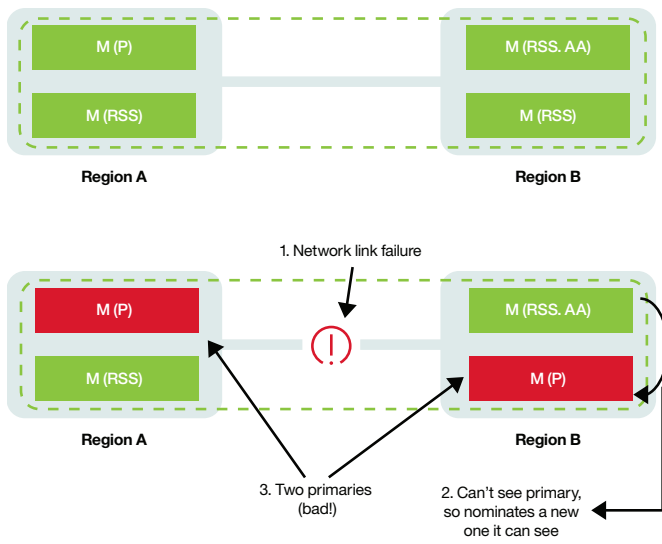 M (P)
M (RSS. AA)
M (RSS)
M (RSS)
Region A
Region B
1. Network link failure
M (P)
M (RSS. AA)
M (RSS)
M (P)
Region A
Region B
3. Two primaries
(bad!)
2. Can’t see primary,
so nominates a new
one it can see